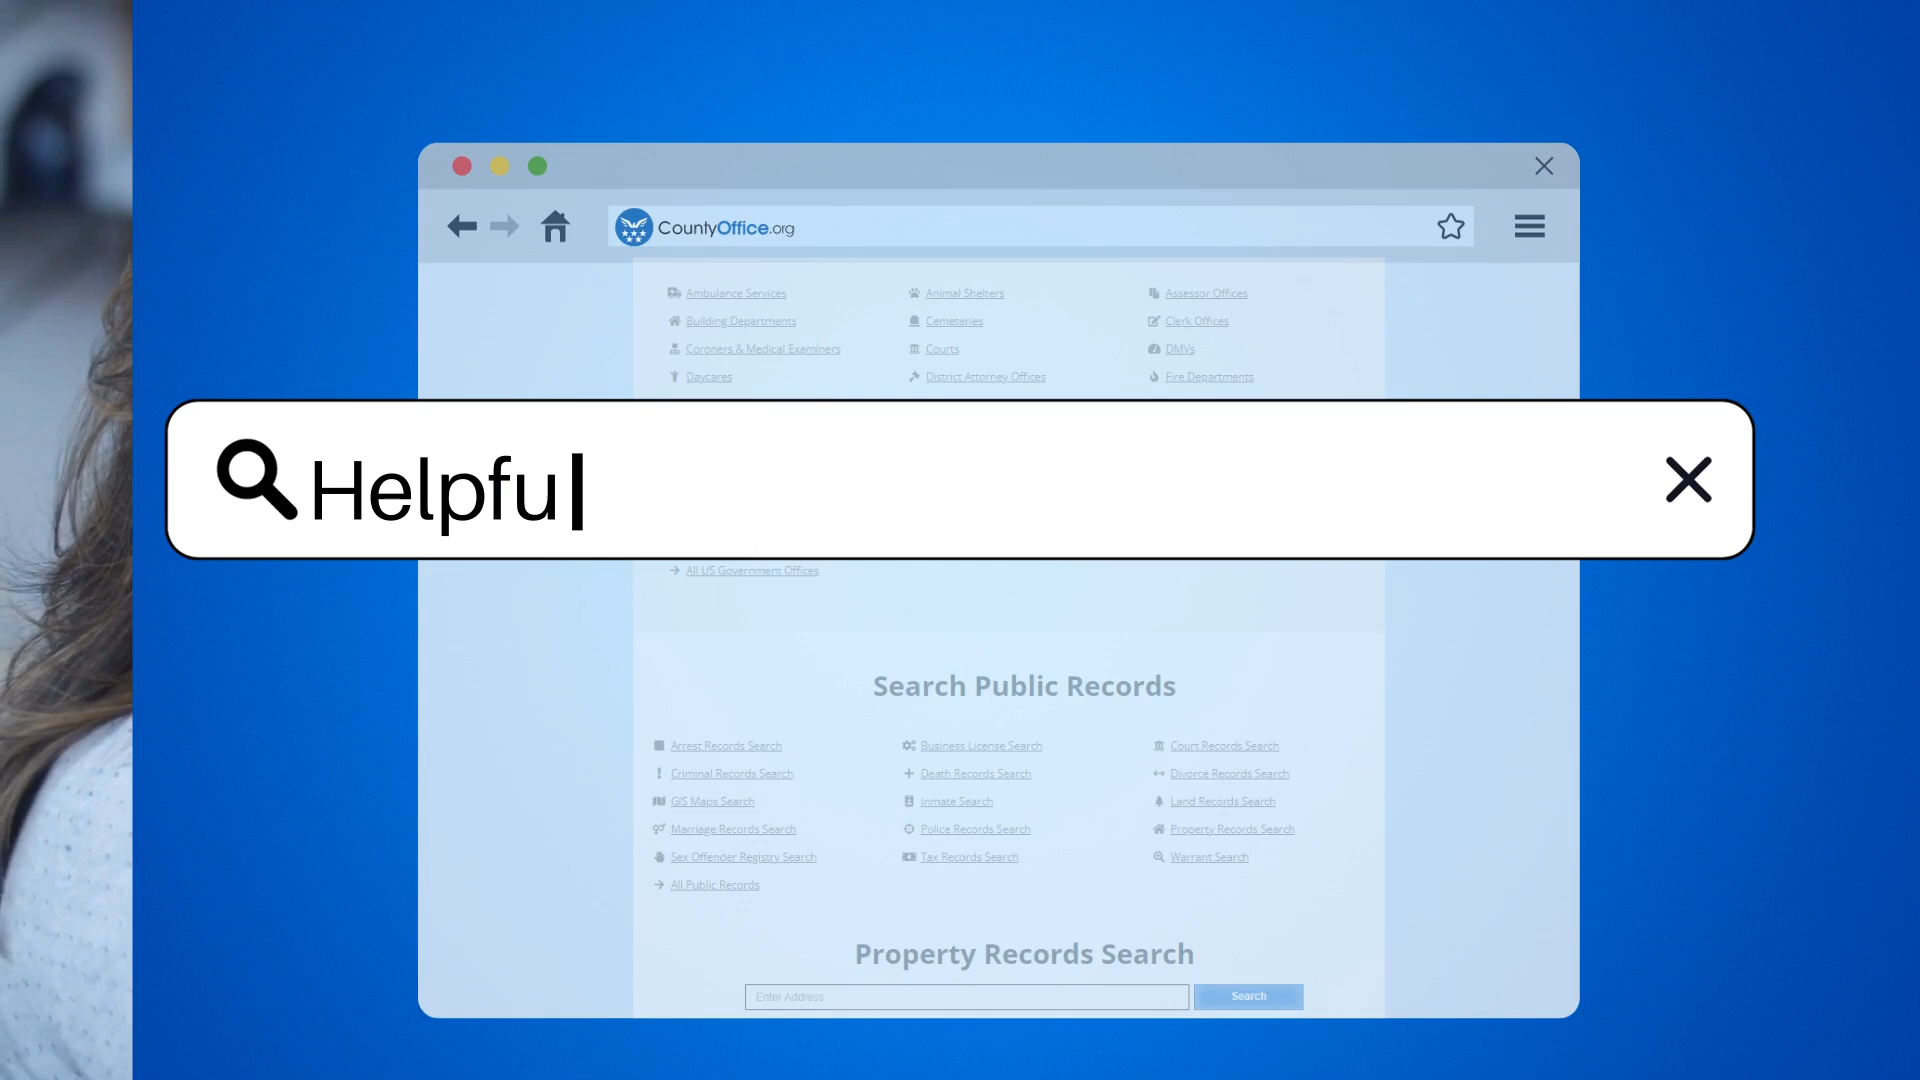 CountyOffice.org
Ambulance Services Animal Shelters Assessor Offices
Building Departments Cemeteries Clerk Offices
Coroners & Medical Examiners Courts DMVs
Daycares District Attorney Offices Fire Departments
Helpfu
All US Government Offices
Search Public Records
Arrest Records Search Business License Search Court Records Search
Criminal Records Search Death Records Search Divorce Records Search
GIS Maps Search Inmate Search Land Records Search
Marriage Records Search Police Records Search Property Records Search
Sex Offender Registry Search Tax Records Search Warrant Search
All Public Records
Property Records Search
Enter Address Search